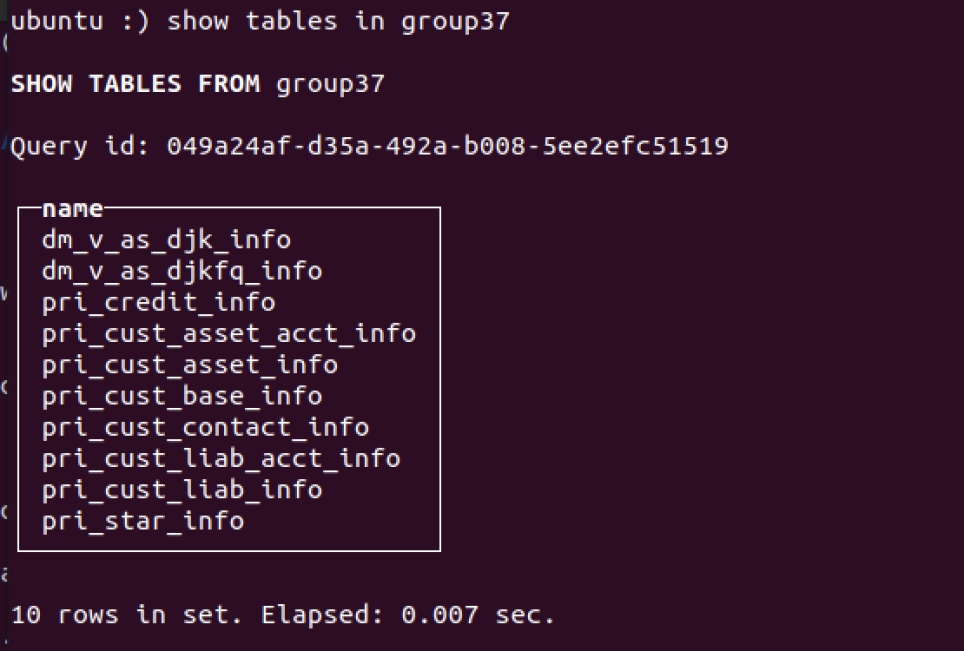 ubuntu :) show tables in group37
SHOW TABLES FROM group37
Query id: 049a24af-d35a-492a-b008-5ee2efc51519
name
dm_v_as_djk_info
dm_v_as_djkfq_info
pri_credit_info
pri_cust_asset_acct_info
pri_cust_asset_info
pri_cust_base_info
pri_cust_contact_info
pri_cust_liab_acct_info
pri_cust_liab_info
pri_star_info
10 rows in set. Elapsed: 0.007 sec.